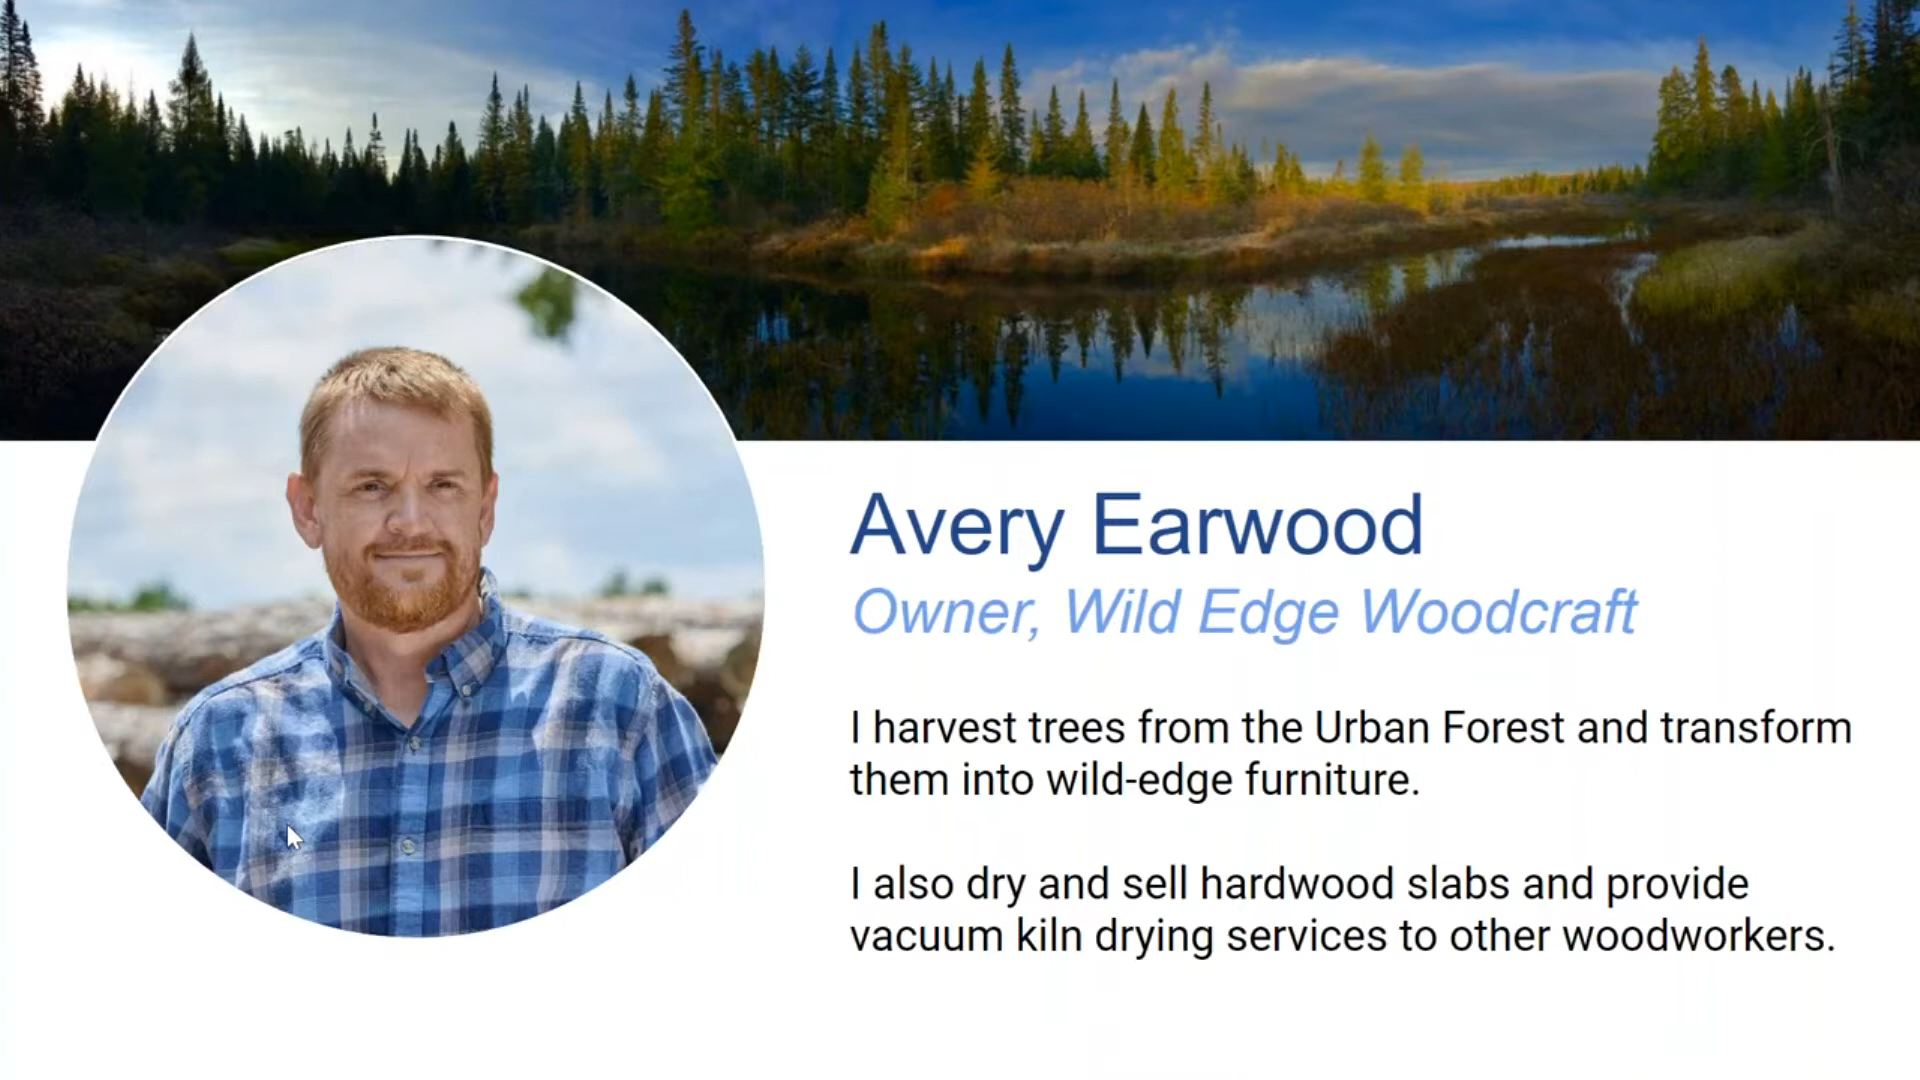 Avery Earwood
Owner, Wild Edge Woodcraft
I harvest trees from the Urban Forest and transform
them into wild-edge furniture.
I also dry and sell hardwood slabs and provide
vacuum kiln drying services to other woodworkers.